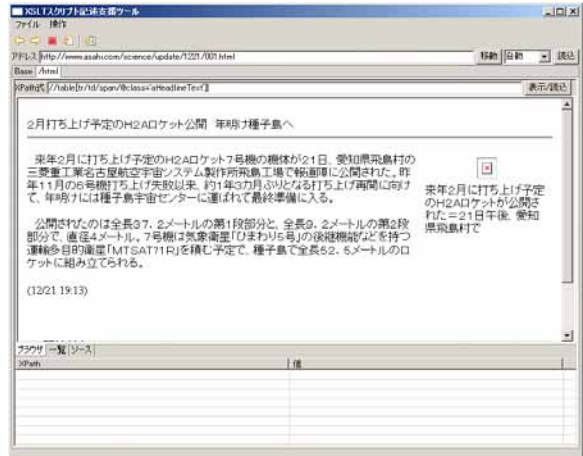 XSLTスクリプト記述支援ツール
ファイル 操作
アドレス http://www.asahi.com/science/update/1221/001.html 移動 自動 読込
Base /html
XPath式 //table[tr/td/span/@class='aHeadlineText'] 表示/読込
2月打ち上げ予定のH2Aロケット公開 年明け種子島へ
来年2月に打ち上げ予定のH2Aロケット7号機の機体が21日、愛知県飛島村の
三菱重工業名古屋航空宇宙システム製作所飛島工場で報道陣に公開された。昨
年11月の6号機打ち上げ失敗以来、約1年3カ月ぶりとなる打ち上げ再開に向け
て、年明けには種子島宇宙センターに運ばれて最終準備に入る。
公開されたのは全長37．2メートルの第1段部分と、全長9．2メートルの第2段
部分で、直径4メートル。7号機は気象衛星「ひまわり5号」の後継機能などを持つ
運輸多目的衛星「MTSAT?1R」を積む予定で、種子島で全長52．5メートルのロ
ケットに組み立てられる。
(12/21 19:13)
来年2月に打ち上げ予定
のH2Aロケットが公開さ
れた＝21日午後、愛知
県飛島村で
ブラウザ 一覧 ソース
XPath 値